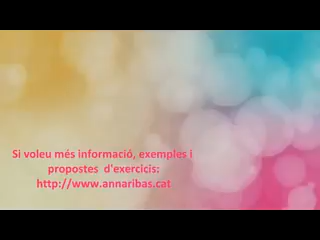 Si voleu més informació, exemples i
propostes d'exercicis:
http://www.annaribas.cat